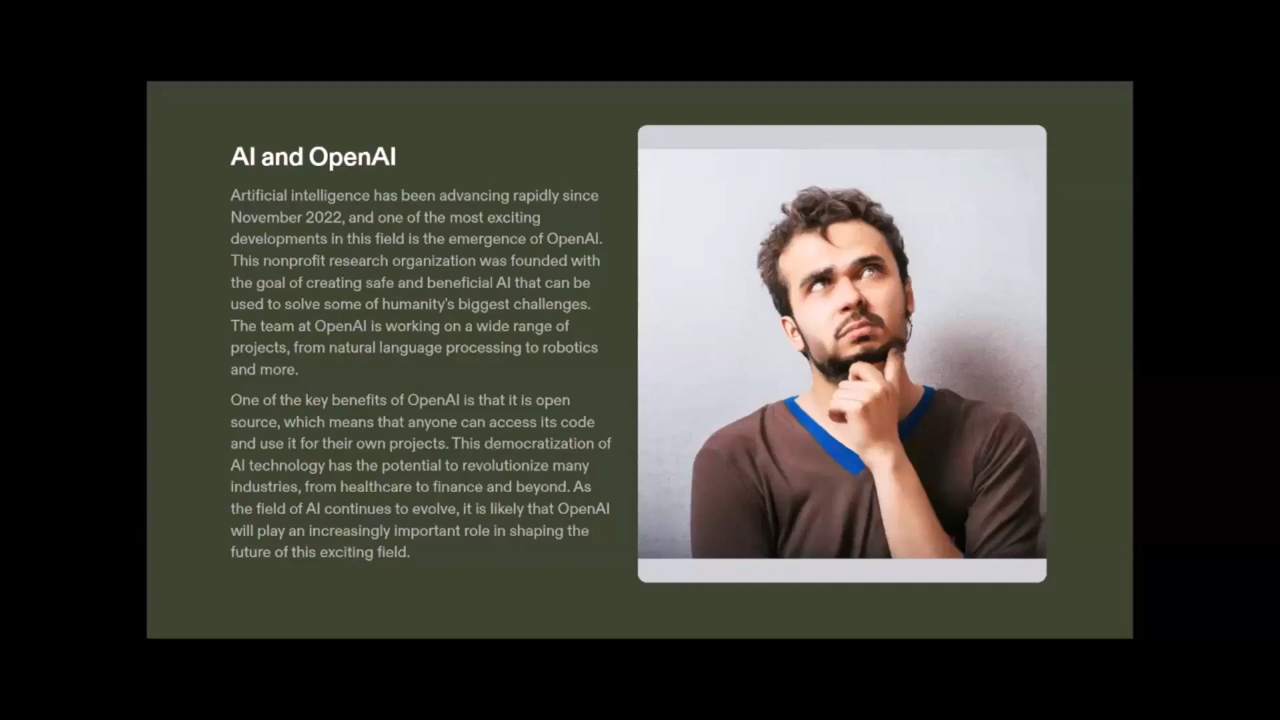 AI and OpenAI
Artificial intelligence has been advancing rapidly since
November 2022, and one of the most exciting
developments in this field is the emergence of OpenAI.
This nonprofit research organization was founded with
the goal of creating safe and beneficial AI that can be
used to solve some of humanity's biggest challenges.
The team at OpenAI is working on a wide range of
projects, from natural language processing to robotics
and more.
One of the key benefits of OpenAI is that it is open
source, which means that anyone can access its code
and use it for their own projects. This democratization of
AI technology has the potential to revolutionize many
industries, from healthcare to finance and beyond. As
the field of AI continues to evolve, it is likely that OpenAI
will play an increasingly important role in shaping the
future of this exciting field.